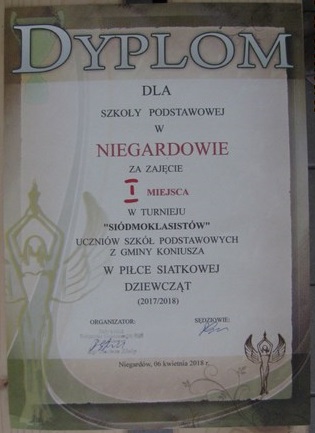 DYPLOM
DLA
SZKOŁY PODSTAWOWEJ
W
NIEGARDOWIE
ZA ZAJĘCIE
I MIEJSCA
W TURNIEJU
"SIÓDMOKLASISTÓW"
UCZNIÓW SZKÓŁ PODSTAWOWYCH
Z GMINY KONIUSZA
W PIŁCE SIATKOWEJ
DZIEWCZĄT
(2017/2018)
ORGANIZATOR: SĘDZIOWIE:
Niegardów, 06 kwietnia 2018 r.